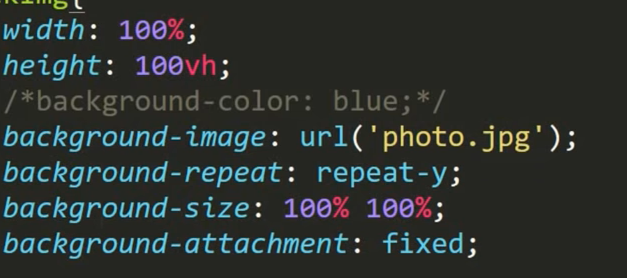 width: 100%;
height: 100vh;
/*background-color: blue;*/
background-image: url('photo.jpg');
background-repeat: repeat-y;
background-size: 100% 100%;
background-attachment: fixed;